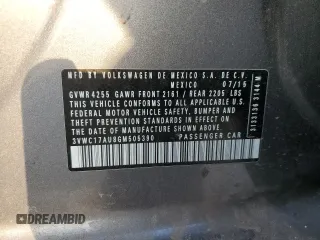 MFD. BY VOLKSWAGEN DE MEXICO S.A. DE C.V.
MEXICO 07/15
GVWR 4255 GAWR FRONT 2161 / REAR 2205 LBS
THIS VEHICLE CONFORMS TO ALL APPLICABLE U.S.
FEDERAL MOTOR VEHICLE SAFETY, BUMPER, AND
THEFT PREVENTION STANDARDS IN EFFECT ON THE
DATE OF MANUFACTURE SHOWN ABOVE.
3VWC17AU8GM505390 PASSENGER CAR
DREAMBID